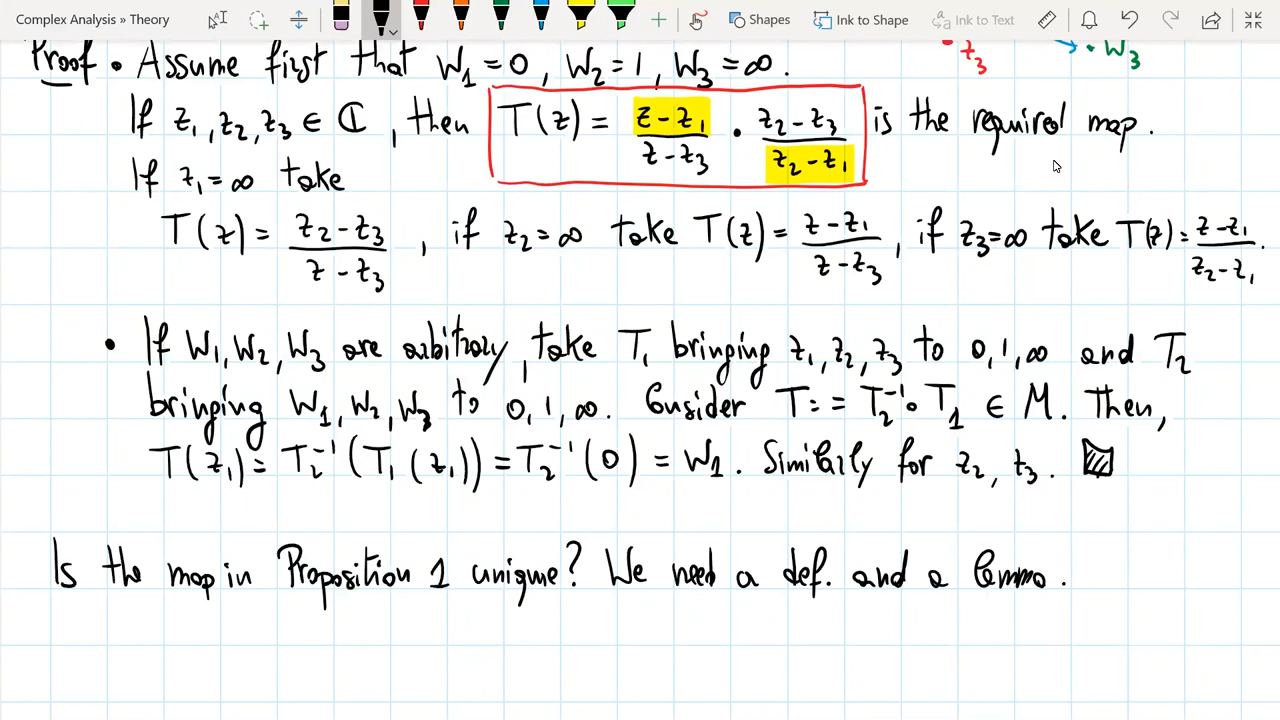 Complex Analysis » Theory
Shapes Ink to Shape Ink to Text
z₃ w₃
Proof • Assume first that W₁=0, W₂=1, W₃=∞.
If z₁,z₂,z₃ ∈ ℂ, then T(z) = (z-z₁)/(z-z₃) · (z₂-z₃)/(z₂-z₁) is the required map.
If z₁=∞ take
T(z) = (z₂-z₃)/(z-z₃), if z₂=∞ take T(z) = (z-z₁)/(z-z₃), if z₃=∞ take T(z) = (z-z₁)/(z₂-z₁).
• If W₁,W₂,W₃ are arbitrary, take T₁ bringing z₁,z₂,z₃ to 0,1,∞ and T₂
bringing W₁,W₂,W₃ to 0,1,∞. Consider T:=T₂⁻¹∘T₁ ∈ M. Then,
T(z₁)=T₂⁻¹(T₁(z₁))=T₂⁻¹(0)=W₁. Similarly for z₂, z₃.
Is the map in Proposition 1 unique? We need a def. and a lemma.